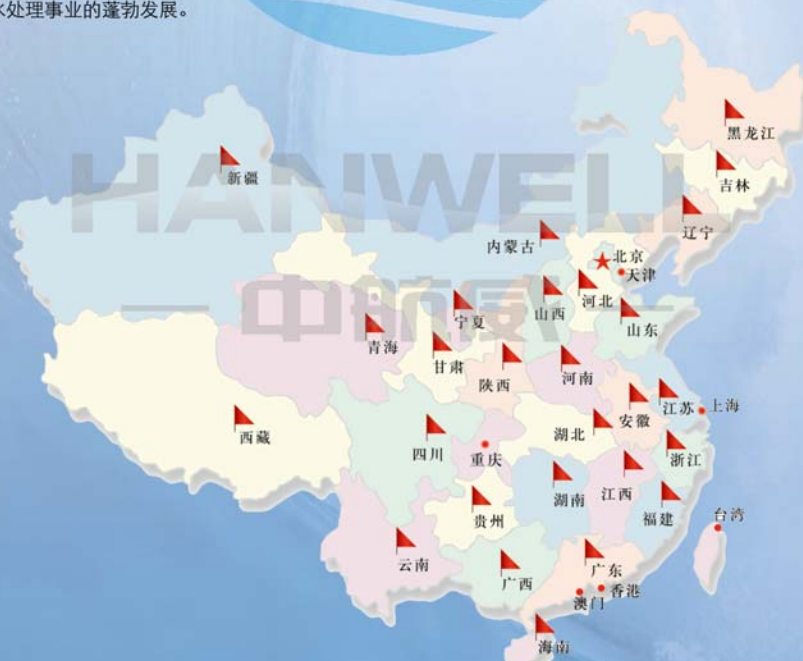 水处理事业的蓬勃发展。
黑龙江
HANWELL
新疆
吉林
辽宁
内蒙古
北京
天津
中航威
河北
山西
宁夏
山东
青海
甘肃
河南
陕西
安徽
江苏
上海
西藏
四川
湖北
重庆
浙江
湖南
江西
贵州
福建
台湾
云南
广西
广东
香港
澳门
海南